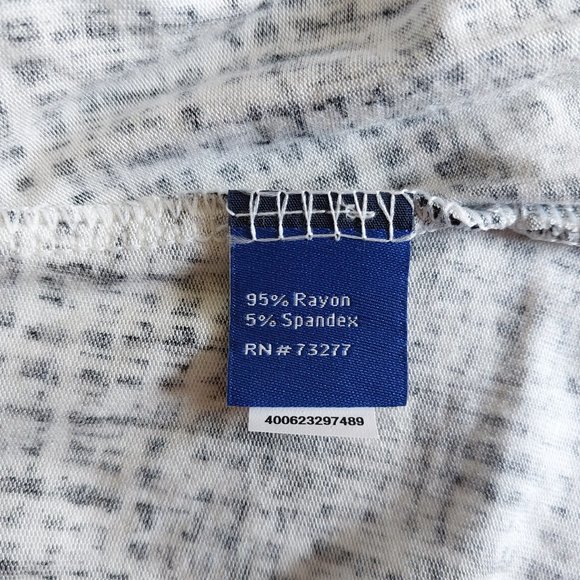 95% Rayon
5% Spandex
RN # 73277
400623297489